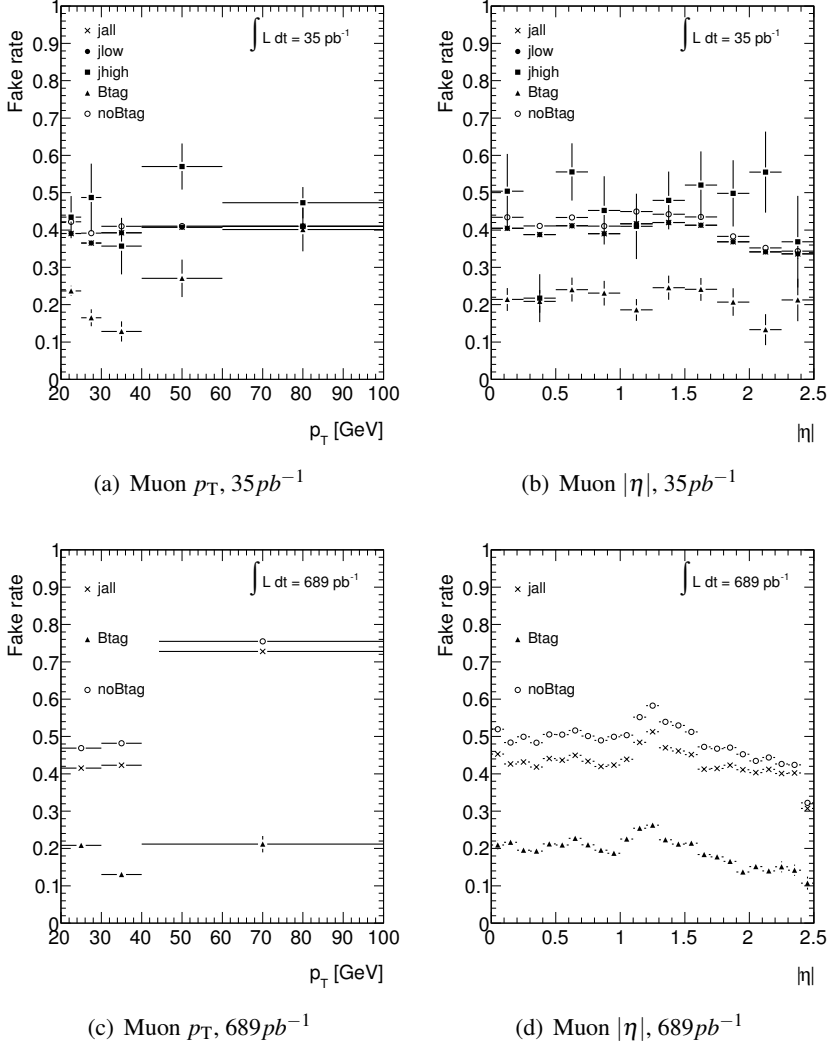 Fake rate
1
0.9
0.8
0.7
0.6
0.5
0.4
0.3
0.2
0.1
0
jall
jlow
jhigh
Btag
noBtag
∫ L dt = 35 pb⁻¹
20 30 40 50 60 70 80 90 100
p_T [GeV]
(a) Muon p_T, 35pb⁻¹
Fake rate
1
0.9
0.8
0.7
0.6
0.5
0.4
0.3
0.2
0.1
0
jall
jlow
jhigh
Btag
noBtag
∫ L dt = 35 pb⁻¹
0 0.5 1 1.5 2 2.5
|η|
(b) Muon |η|, 35pb⁻¹
Fake rate
1
0.9
0.8
0.7
0.6
0.5
0.4
0.3
0.2
0.1
0
jall
Btag
noBtag
∫ L dt = 689 pb⁻¹
20 30 40 50 60 70 80 90 100
p_T [GeV]
(c) Muon p_T, 689pb⁻¹
Fake rate
1
0.9
0.8
0.7
0.6
0.5
0.4
0.3
0.2
0.1
0
jall
Btag
noBtag
∫ L dt = 689 pb⁻¹
0 0.5 1 1.5 2 2.5
|η|
(d) Muon |η|, 689pb⁻¹